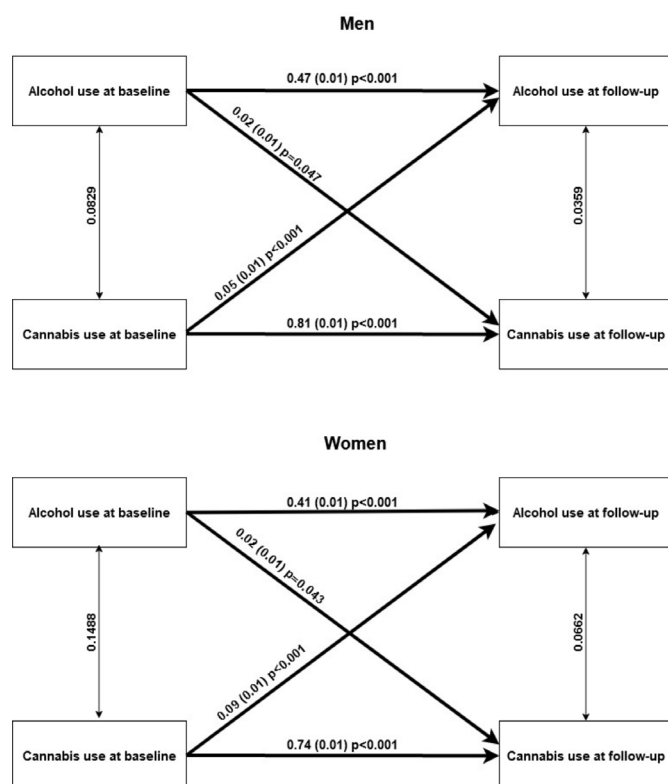 Men
Alcohol use at baseline
0.47 (0.01) p<0.001
Alcohol use at follow-up
0.02 (0.01) p=0.047
0.0829
0.0359
0.05 (0.01) p<0.001
Cannabis use at baseline
0.81 (0.01) p<0.001
Cannabis use at follow-up
Women
Alcohol use at baseline
0.41 (0.01) p<0.001
Alcohol use at follow-up
0.02 (0.01) p=0.043
0.1488
0.0662
0.09 (0.01) p<0.001
Cannabis use at baseline
0.74 (0.01) p<0.001
Cannabis use at follow-up